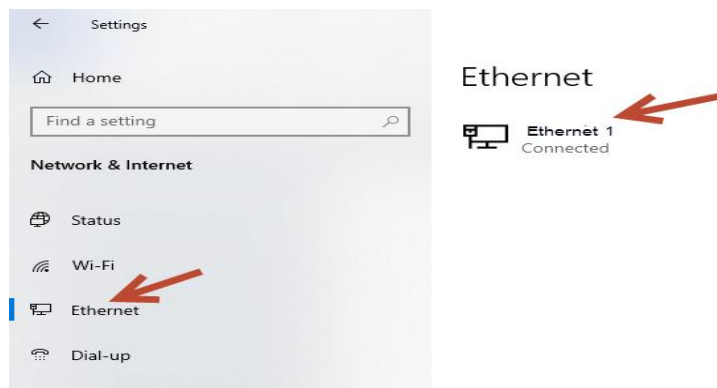 Settings
Home
Find a setting
Network & Internet
Status
Wi-Fi
Ethernet
Dial-up
Ethernet
Ethernet 1
Connected